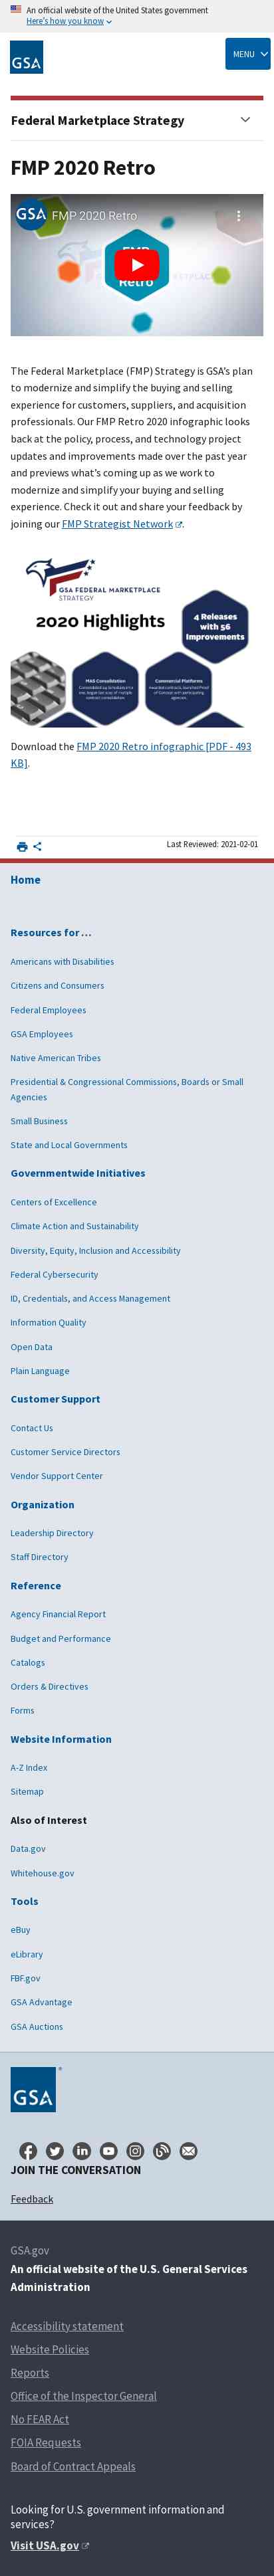 An official website of the United States government
Here's how you know
GSA
MENU
Federal Marketplace Strategy
FMP 2020 Retro
GSA FMP 2020 Retro
FMP
Retro
The Federal Marketplace (FMP) Strategy is GSA's plan
to modernize and simplify the buying and selling
experience for customers, suppliers, and acquisition
professionals. Our FMP Retro 2020 infographic looks
back at the policy, process, and technology project
updates and improvements made over the past year
and previews what's coming up as we work to
modernize and simplify your buying and selling
experience. Check it out and share your feedback by
joining our FMP Strategist Network.
GSA FEDERAL MARKETPLACE
STRATEGY
2020 Highlights
4 Releases
with 56
Improvements
MAS Consolidation
Commercial Platforms
Download the FMP 2020 Retro infographic [PDF - 493
KB].
Last Reviewed: 2021-02-01
Home
Resources for …
Americans with Disabilities
Citizens and Consumers
Federal Employees
GSA Employees
Native American Tribes
Presidential & Congressional Commissions, Boards or Small
Agencies
Small Business
State and Local Governments
Governmentwide Initiatives
Centers of Excellence
Climate Action and Sustainability
Diversity, Equity, Inclusion and Accessibility
Federal Cybersecurity
ID, Credentials, and Access Management
Information Quality
Open Data
Plain Language
Customer Support
Contact Us
Customer Service Directors
Vendor Support Center
Organization
Leadership Directory
Staff Directory
Reference
Agency Financial Report
Budget and Performance
Catalogs
Orders & Directives
Forms
Website Information
A-Z Index
Sitemap
Also of Interest
Data.gov
Whitehouse.gov
Tools
eBuy
eLibrary
FBF.gov
GSA Advantage
GSA Auctions
GSA
JOIN THE CONVERSATION
Feedback
GSA.gov
An official website of the U.S. General Services
Administration
Accessibility statement
Website Policies
Reports
Office of the Inspector General
No FEAR Act
FOIA Requests
Board of Contract Appeals
Looking for U.S. government information and
services?
Visit USA.gov